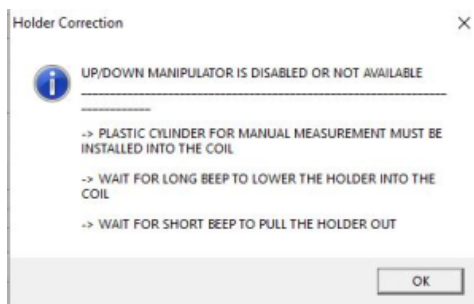 Holder Correction
UP/DOWN MANIPULATOR IS DISABLED OR NOT AVAILABLE
-> PLASTIC CYLINDER FOR MANUAL MEASUREMENT MUST BE
INSTALLED INTO THE COIL
-> WAIT FOR LONG BEEP TO LOWER THE HOLDER INTO THE
COIL
-> WAIT FOR SHORT BEEP TO PULL THE HOLDER OUT
OK